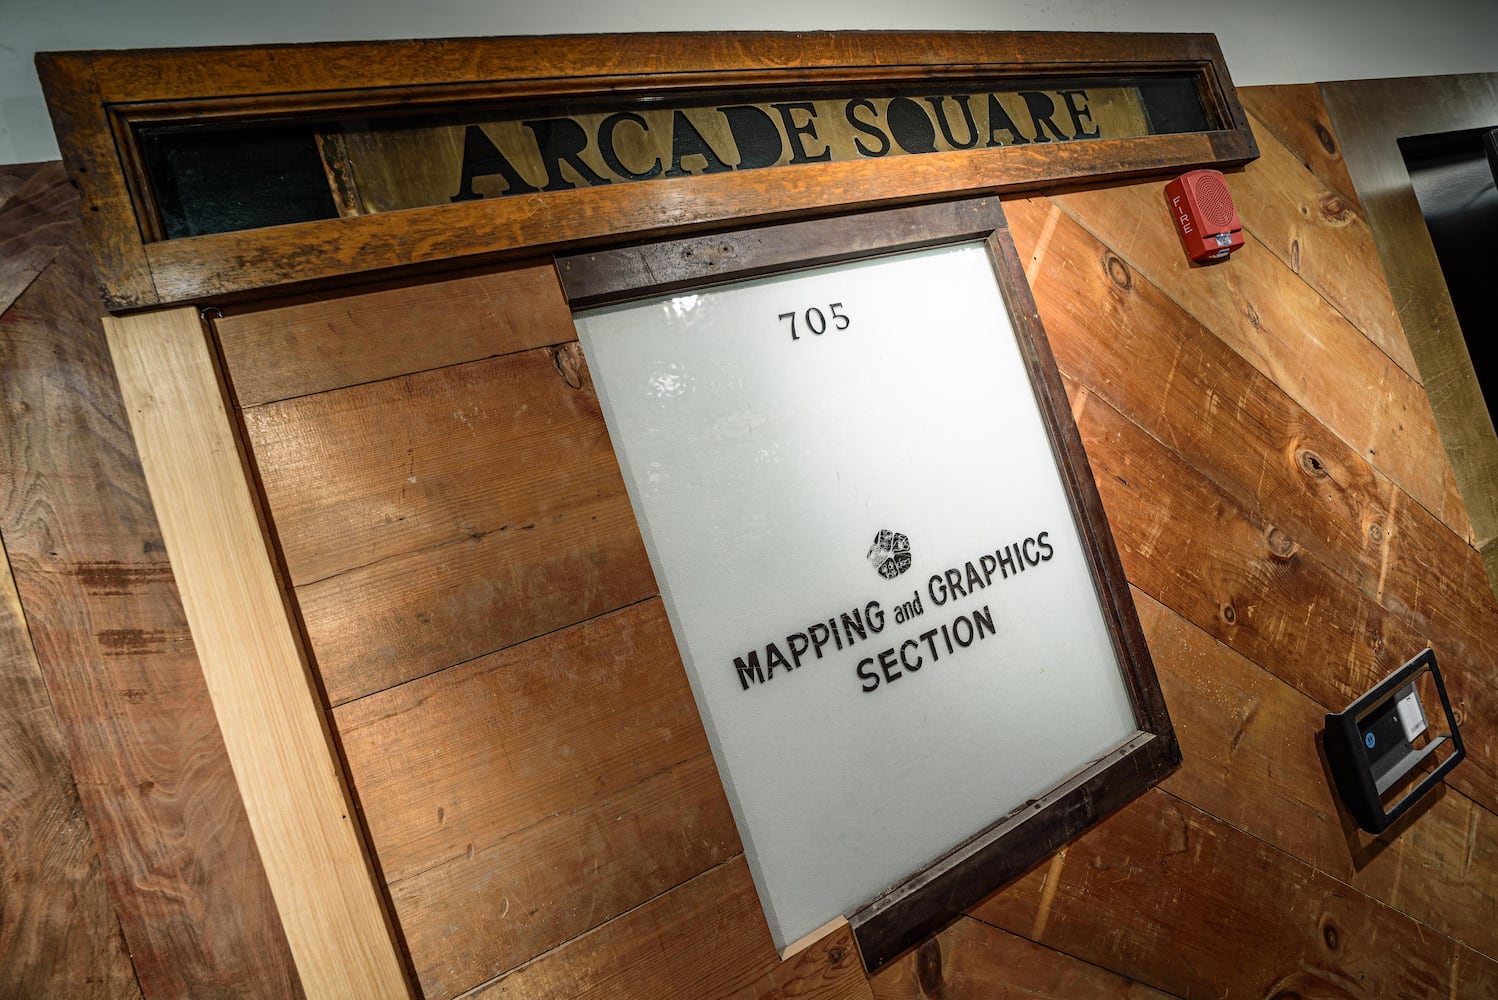 ARCADE SQUARE
FIRE
705
MAPPING and GRAPHICS
SECTION